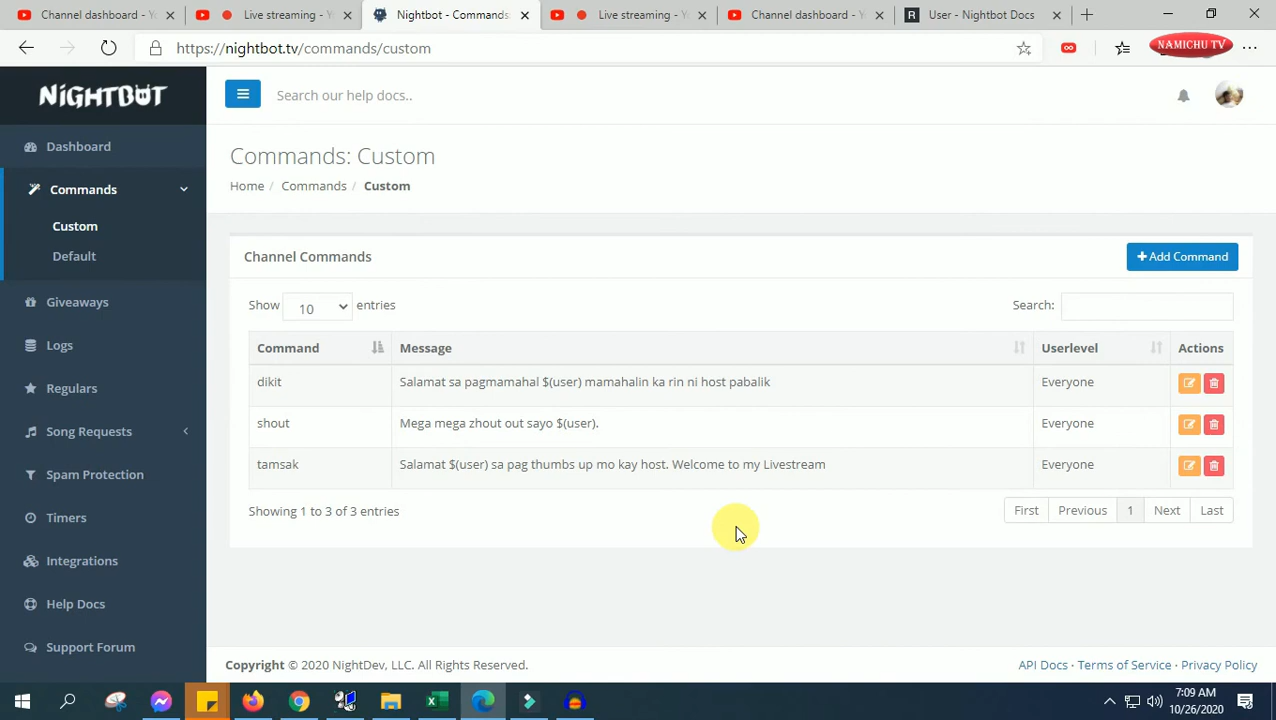 Channel dashboard - Yo
Live streaming - Yo
Nightbot - Commands
Live streaming - Yo
Channel dashboard - Yo
User - Nightbot Docs
https://nightbot.tv/commands/custom
NAMICHU TV
NIGHTBOT
Search our help docs..
Dashboard
Commands
Custom
Default
Giveaways
Logs
Regulars
Song Requests
Spam Protection
Timers
Integrations
Help Docs
Support Forum
Commands: Custom
Home / Commands / Custom
Channel Commands
+ Add Command
Show 10 entries
Search:
Command Message Userlevel Actions
dikit Salamat sa pagmamahal $(user) mamahalin ka rin ni host pabalik Everyone
shout Mega mega zhout out sayo $(user). Everyone
tamsak Salamat $(user) sa pag thumbs up mo kay host. Welcome to my Livestream Everyone
Showing 1 to 3 of 3 entries
First Previous 1 Next Last
Copyright © 2020 NightDev, LLC. All Rights Reserved.
API Docs · Terms of Service · Privacy Policy
7:09 AM
10/26/2020